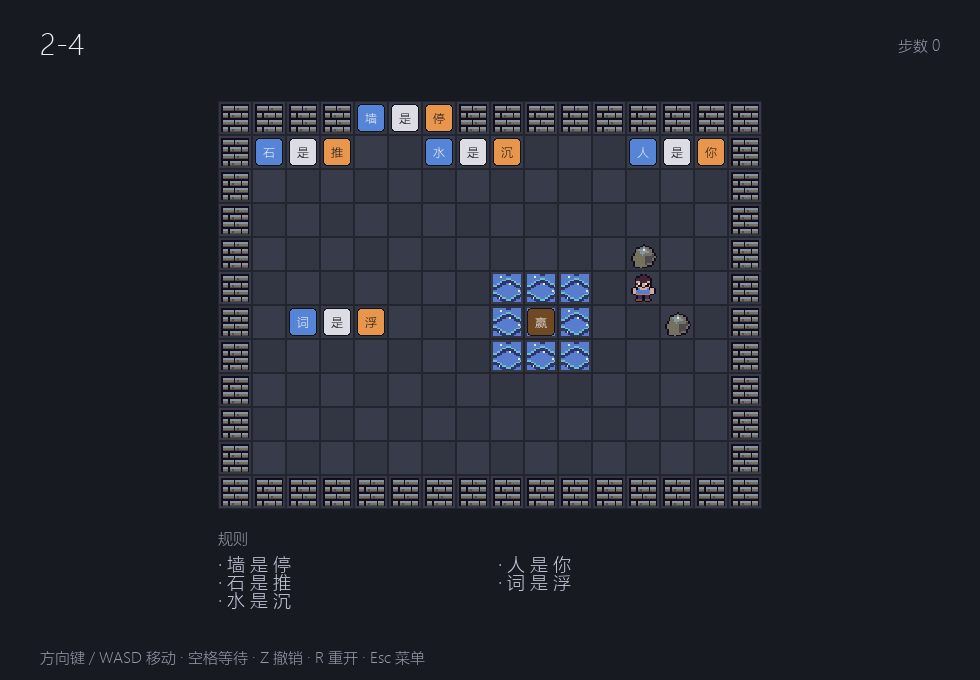 2-4
步数 0
墙 是 停
石 是 推 水 是 沉 人 是 你
词 是 浮 赢
规则
· 墙 是 停
· 石 是 推
· 水 是 沉
· 人 是 你
· 词 是 浮
方向键 / WASD 移动 · 空格等待 · Z 撤销 · R 重开 · Esc 菜单